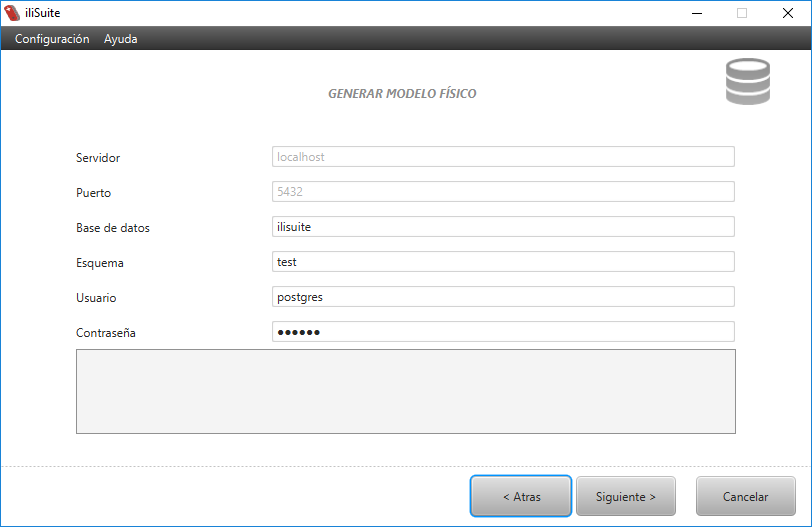 iliSuite
Configuración Ayuda
GENERAR MODELO FÍSICO
Servidor localhost
Puerto 5432
Base de datos ilisuite
Esquema test
Usuario postgres
Contraseña ●●●●●●
< Atras Siguiente > Cancelar